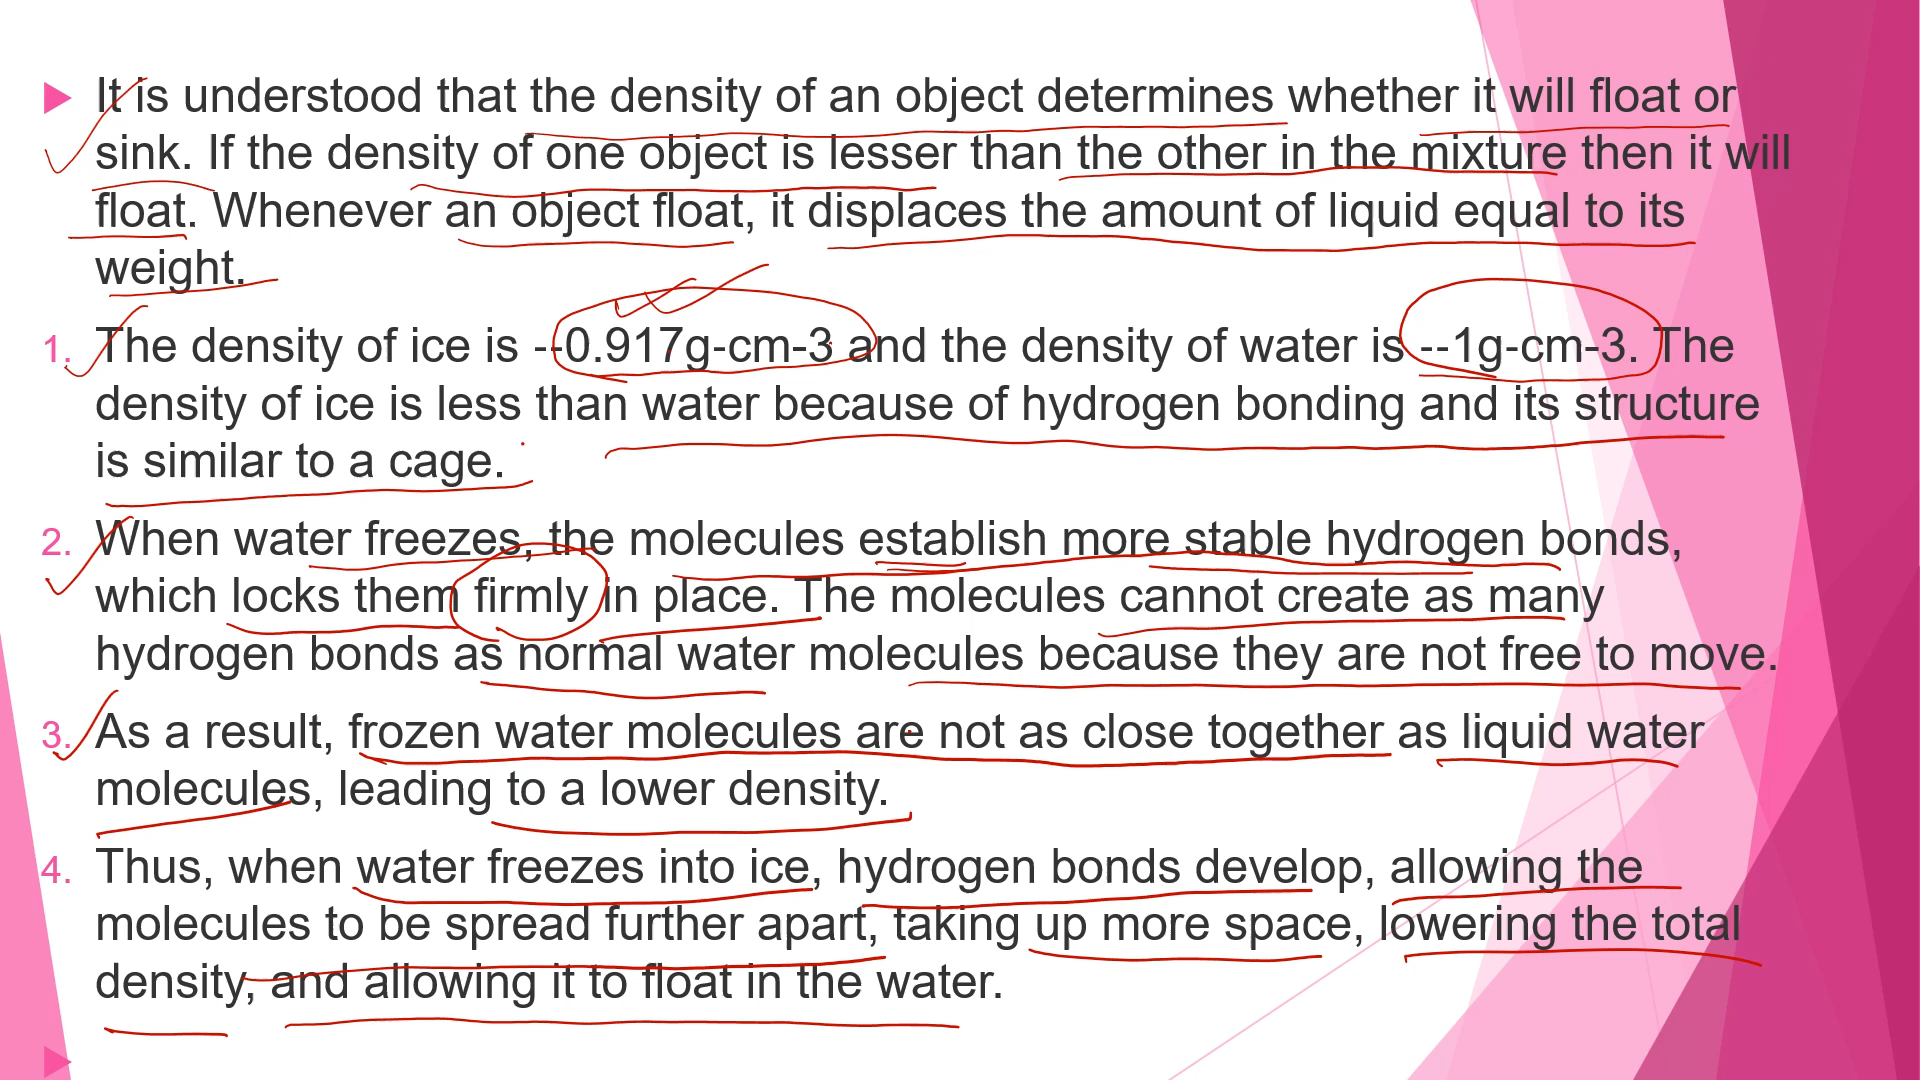 It is understood that the density of an object determines whether it will float or
sink. If the density of one object is lesser than the other in the mixture then it will
float. Whenever an object float, it displaces the amount of liquid equal to its
weight.
1. The density of ice is --0.917g-cm-3 and the density of water is --1g-cm-3. The
density of ice is less than water because of hydrogen bonding and its structure
is similar to a cage.
2. When water freezes, the molecules establish more stable hydrogen bonds,
which locks them firmly in place. The molecules cannot create as many
hydrogen bonds as normal water molecules because they are not free to move.
3. As a result, frozen water molecules are not as close together as liquid water
molecules, leading to a lower density.
4. Thus, when water freezes into ice, hydrogen bonds develop, allowing the
molecules to be spread further apart, taking up more space, lowering the total
density, and allowing it to float in the water.